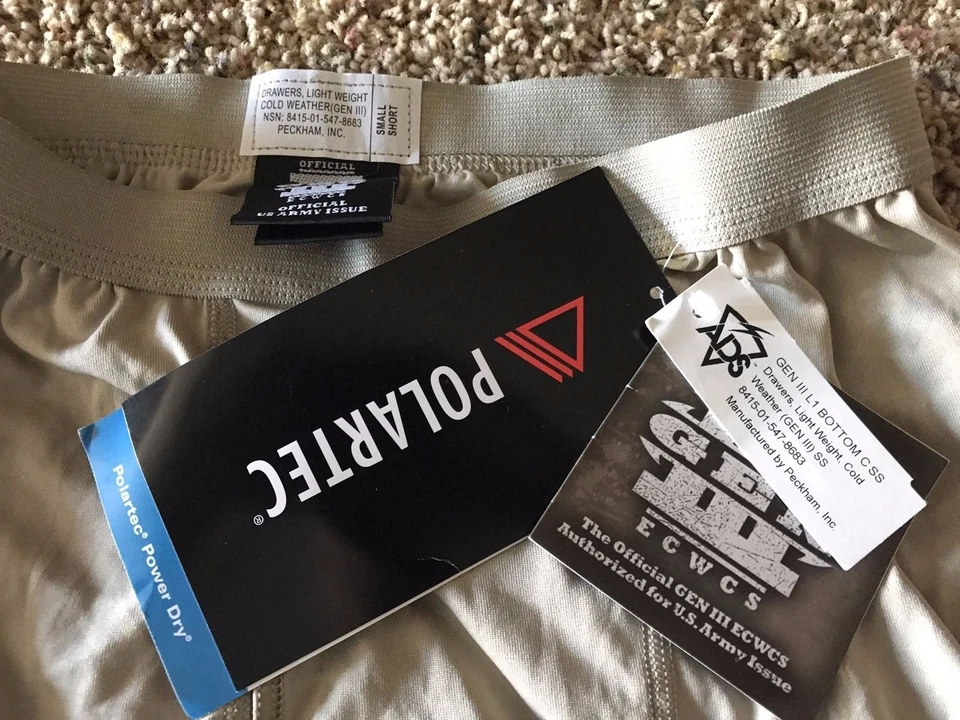 DRAWERS, LIGHT WEIGHT
COLD WEATHER(GEN III)
NSN: 8415-01-547-8683
PECKHAM, INC.
SMALL
SHORT
OFFICIAL
ECWCS
OFFICIAL
US ARMY ISSUE
POLARTEC®
Polartec® Power Dry®
ADS
GEN III L1 BOTTOM C SS
- Drawers, Light Weight, Cold
Weather (GEN III) SS
8415-01-547-8683
Manufactured by Peckham, Inc.
GEN
III
ECWCS
The Official GEN III ECWCS
Authorized for U.S. Army Issue